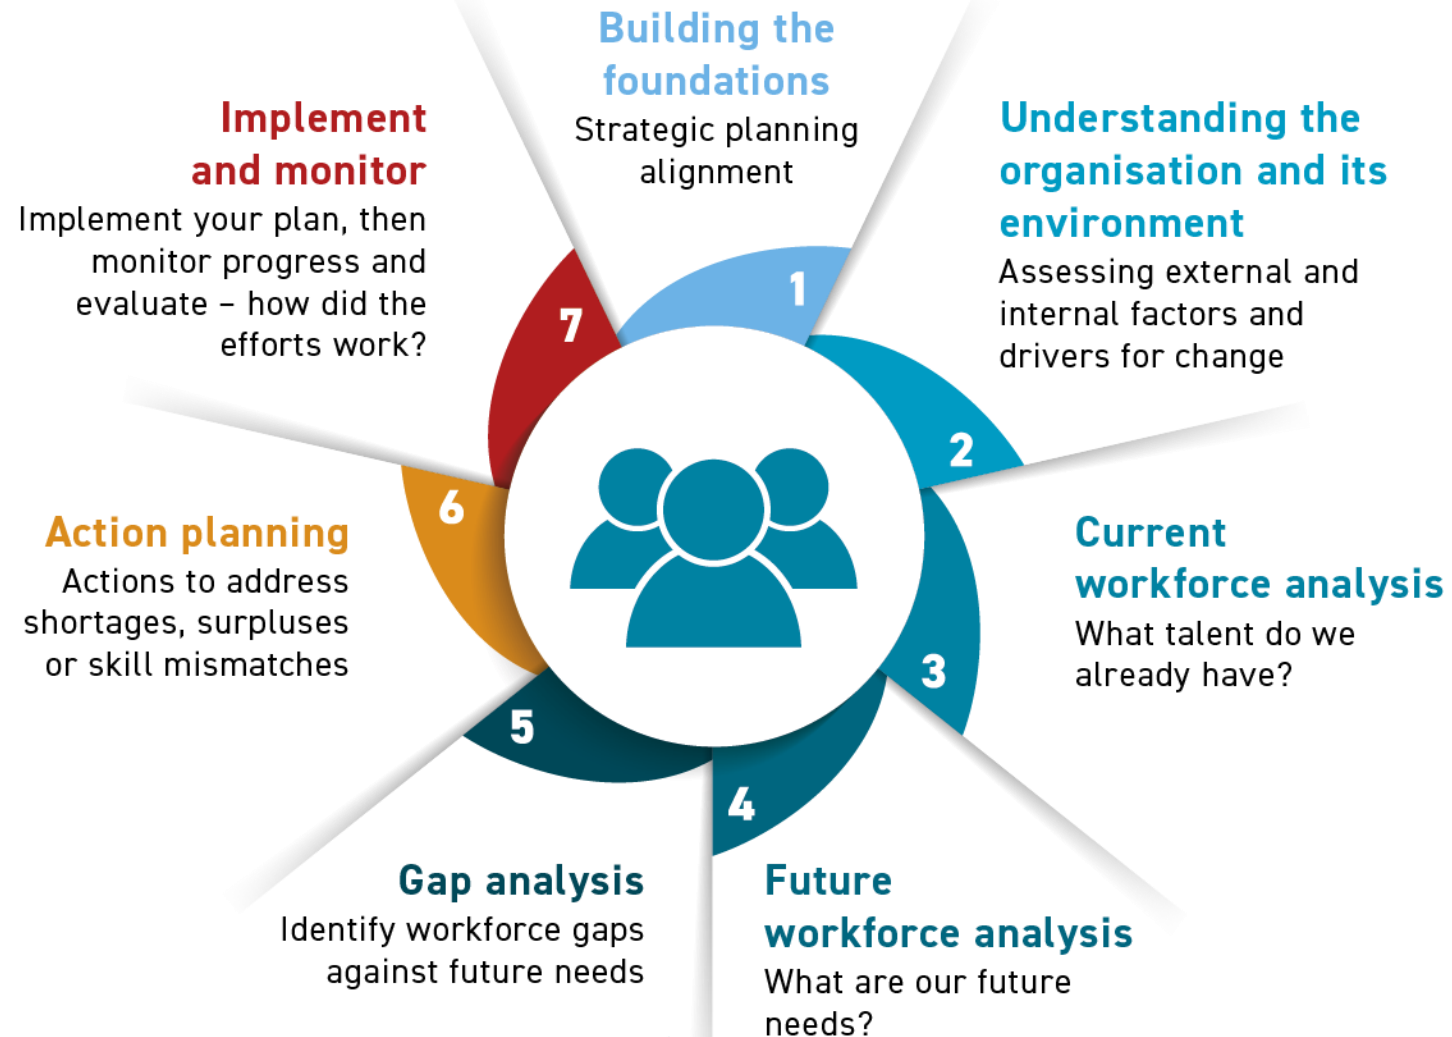 Building the
foundations
Strategic planning
alignment
1
Understanding the
organisation and its
environment
Assessing external and
internal factors and
drivers for change
2
Current
workforce analysis
What talent do we
already have?
3
Future
workforce analysis
What are our future
needs?
4
Gap analysis
Identify workforce gaps
against future needs
5
Action planning
Actions to address
shortages, surpluses
or skill mismatches
6
Implement
and monitor
Implement your plan, then
monitor progress and
evaluate – how did the
efforts work?
7